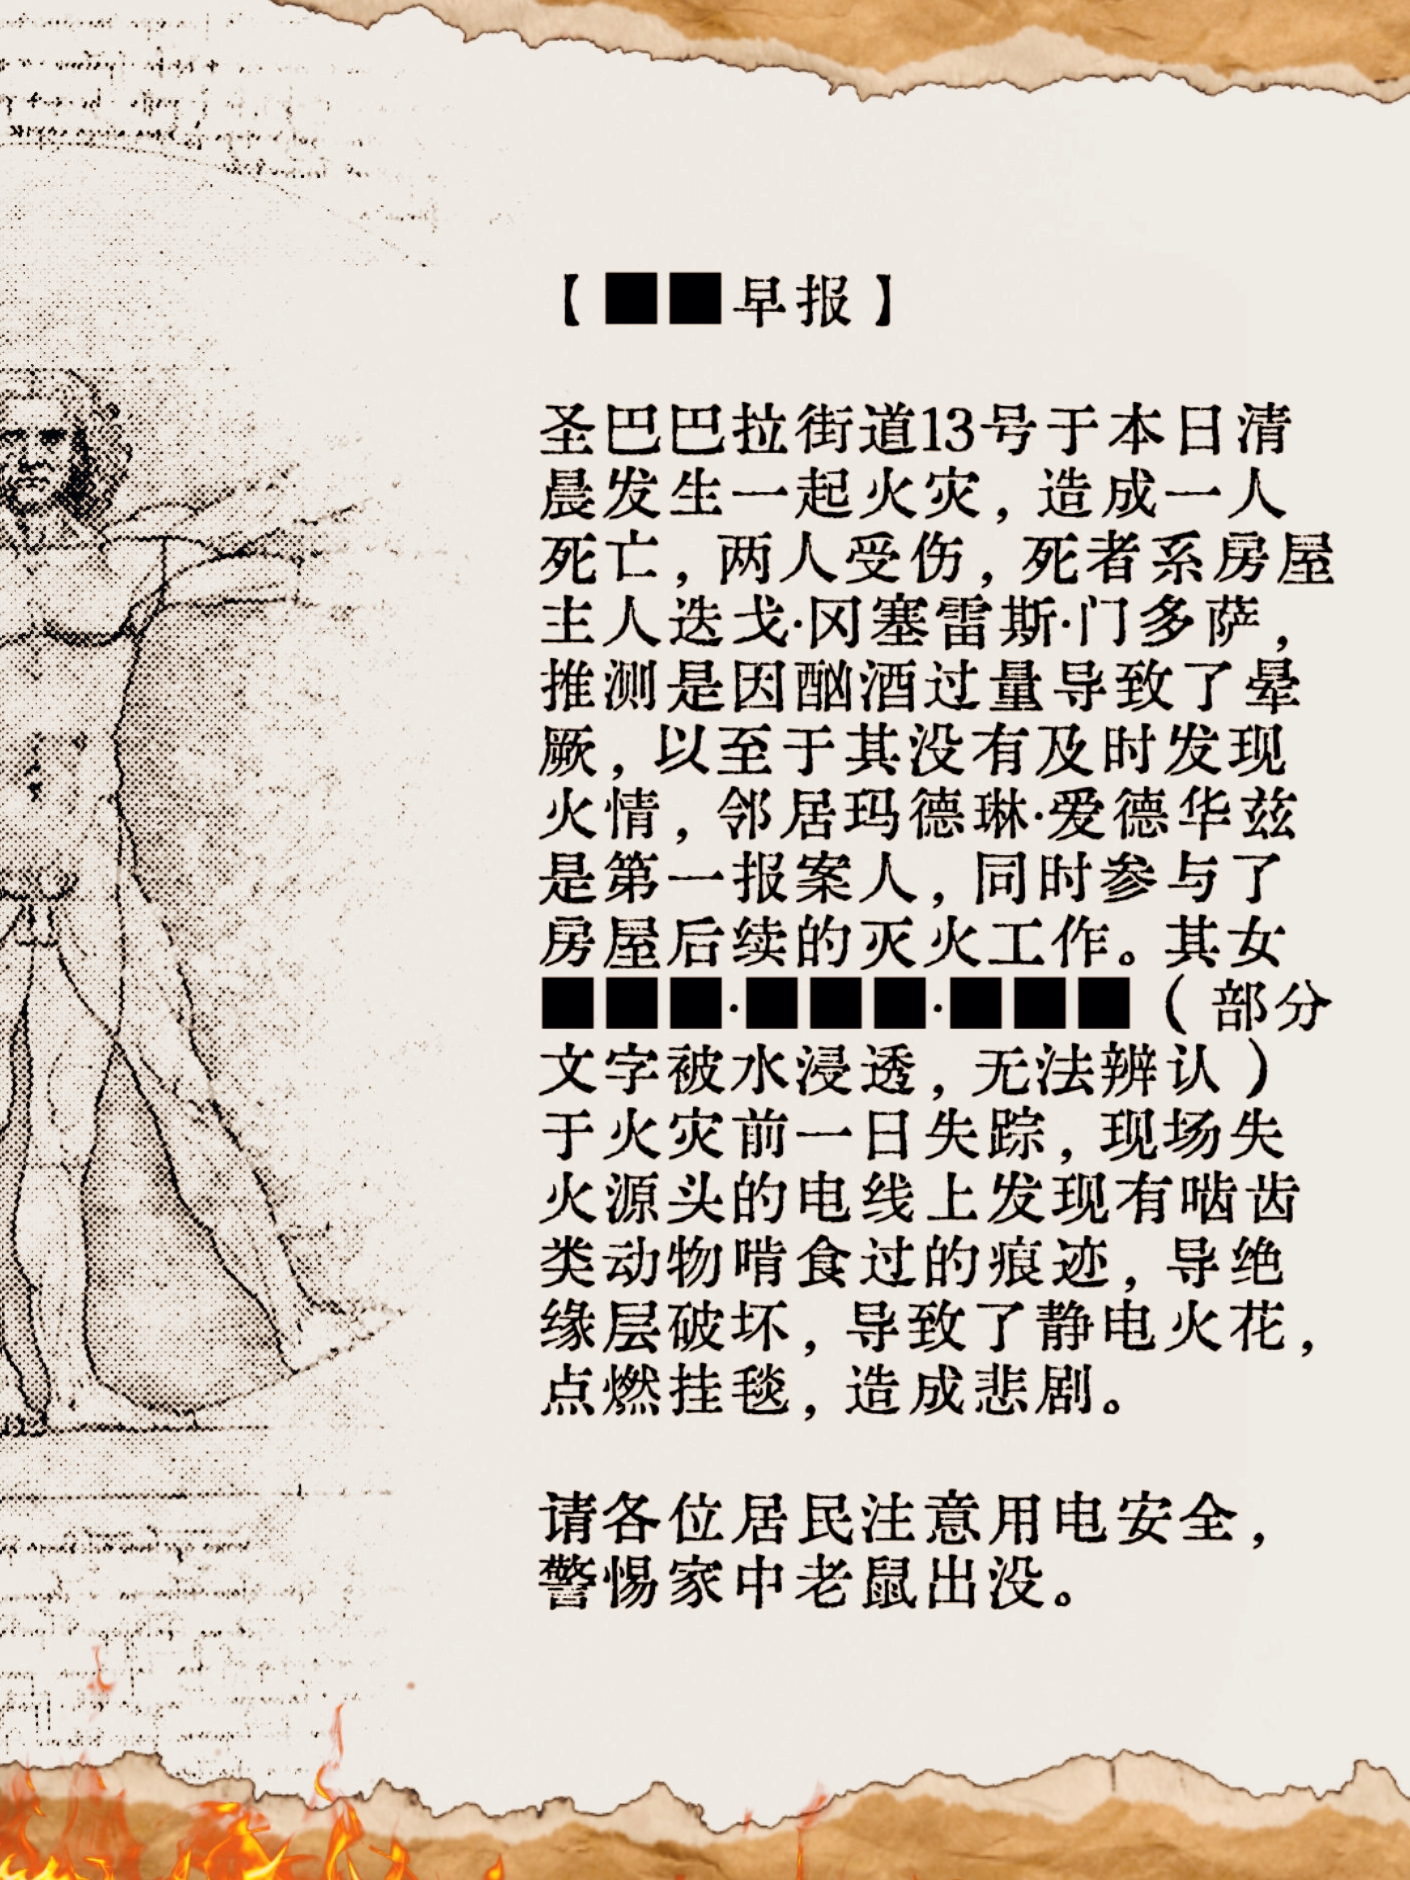 【■■早报】
圣巴巴拉街道13号于本日清
晨发生一起火灾，造成一人
死亡，两人受伤，死者系房屋
主人迭戈·冈塞雷斯·门多萨，
推测是因酗酒过量导致了晕
厥，以至于其没有及时发现
火情，邻居玛德琳·爱德华兹
是第一报案人，同时参与了
房屋后续的灭火工作。其女
■■■·■■■·■■■（部分
文字被水浸透，无法辨认）
于火灾前一日失踪，现场失
火源头的电线上发现有啮齿
类动物啃食过的痕迹，导绝
缘层破坏，导致了静电火花，
点燃挂毯，造成悲剧。
请各位居民注意用电安全，
警惕家中老鼠出没。